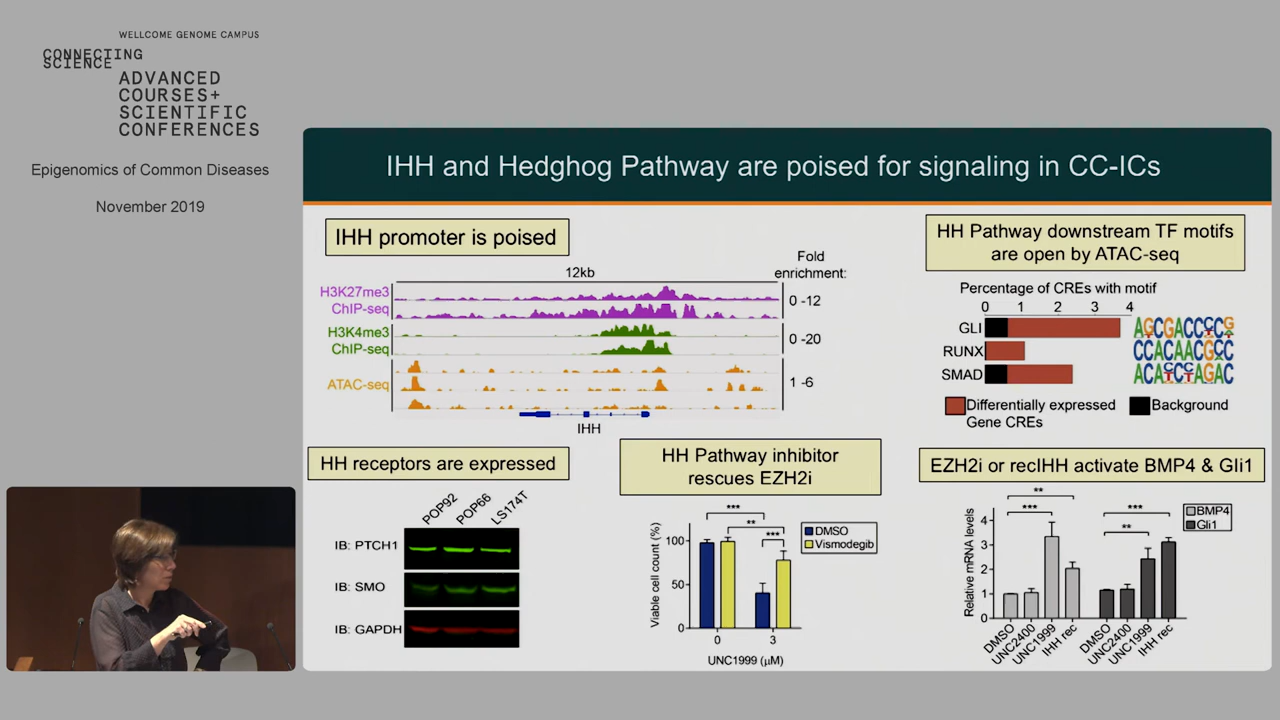 WELLCOME GENOME CAMPUS
CONNECTING
SCIENCE
ADVANCED
COURSES+
SCIENTIFIC
CONFERENCES
Epigenomics of Common Diseases
November 2019
IHH and Hedghog Pathway are poised for signaling in CC-ICs
IHH promoter is poised
12kb
Fold
enrichment:
H3K27me3
ChIP-seq
0 -12
H3K4me3
ChIP-seq
0 -20
ATAC-seq
1 -6
IHH
HH Pathway downstream TF motifs
are open by ATAC-seq
Percentage of CREs with motif
0 1 2 3 4
GLI
AGCGACCCCG
RUNX
CCACAACGCC
SMAD
Differentially expressed
Gene CREs
Background
HH receptors are expressed
POP92 POP66 LS174T
IB: PTCH1
IB: SMO
IB: GAPDH
HH Pathway inhibitor
rescues EZH2i
Viable cell count (%)
100
50
0
*** ** ***
DMSO
Vismodegib
0 3
UNC1999 (µM)
EZH2i or recIHH activate BMP4 & Gli1
Relative mRNA levels
4
3
2
1
0
** *** *** **
BMP4
Gli1
DMSO UNC2400 UNC1999 IHH rec DMSO UNC2400 UNC1999 IHH rec